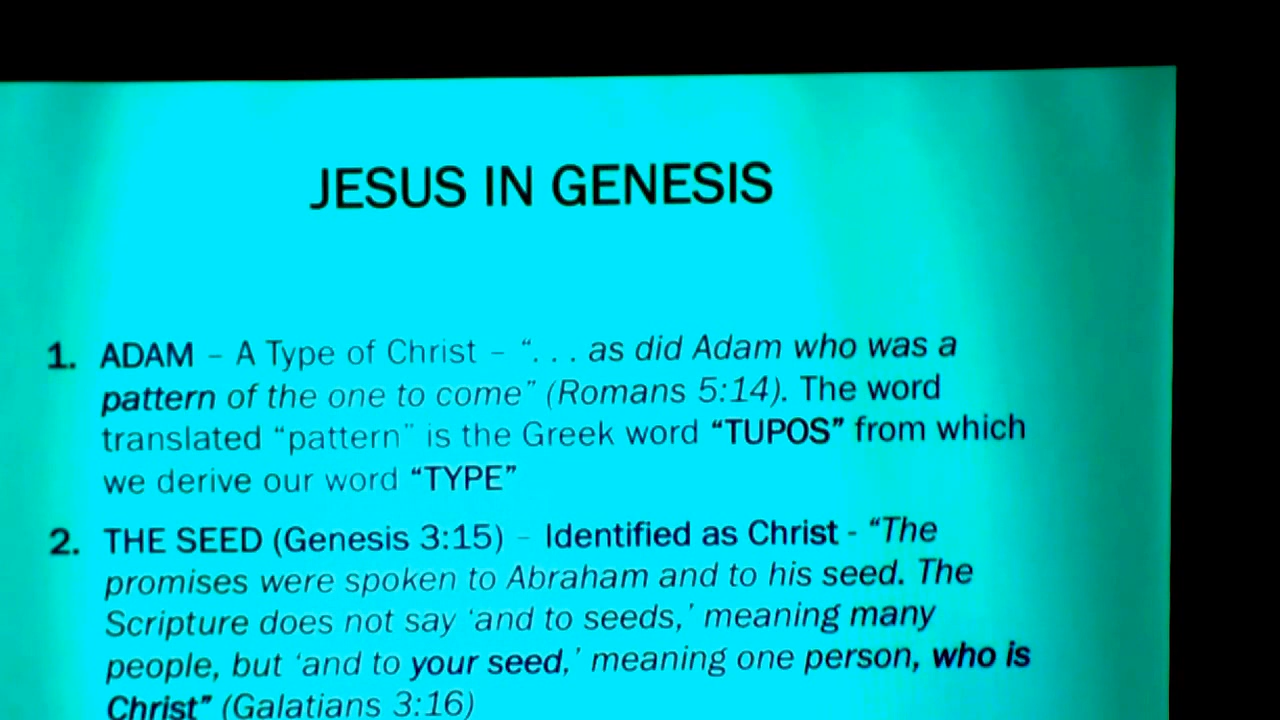 JESUS IN GENESIS
1. ADAM – A Type of Christ – “. . . as did Adam who was a
pattern of the one to come” (Romans 5:14). The word
translated “pattern” is the Greek word “TUPOS” from which
we derive our word “TYPE”
2. THE SEED (Genesis 3:15) – Identified as Christ - “The
promises were spoken to Abraham and to his seed. The
Scripture does not say ‘and to seeds,’ meaning many
people, but ‘and to your seed,’ meaning one person, who is
Christ” (Galatians 3:16)